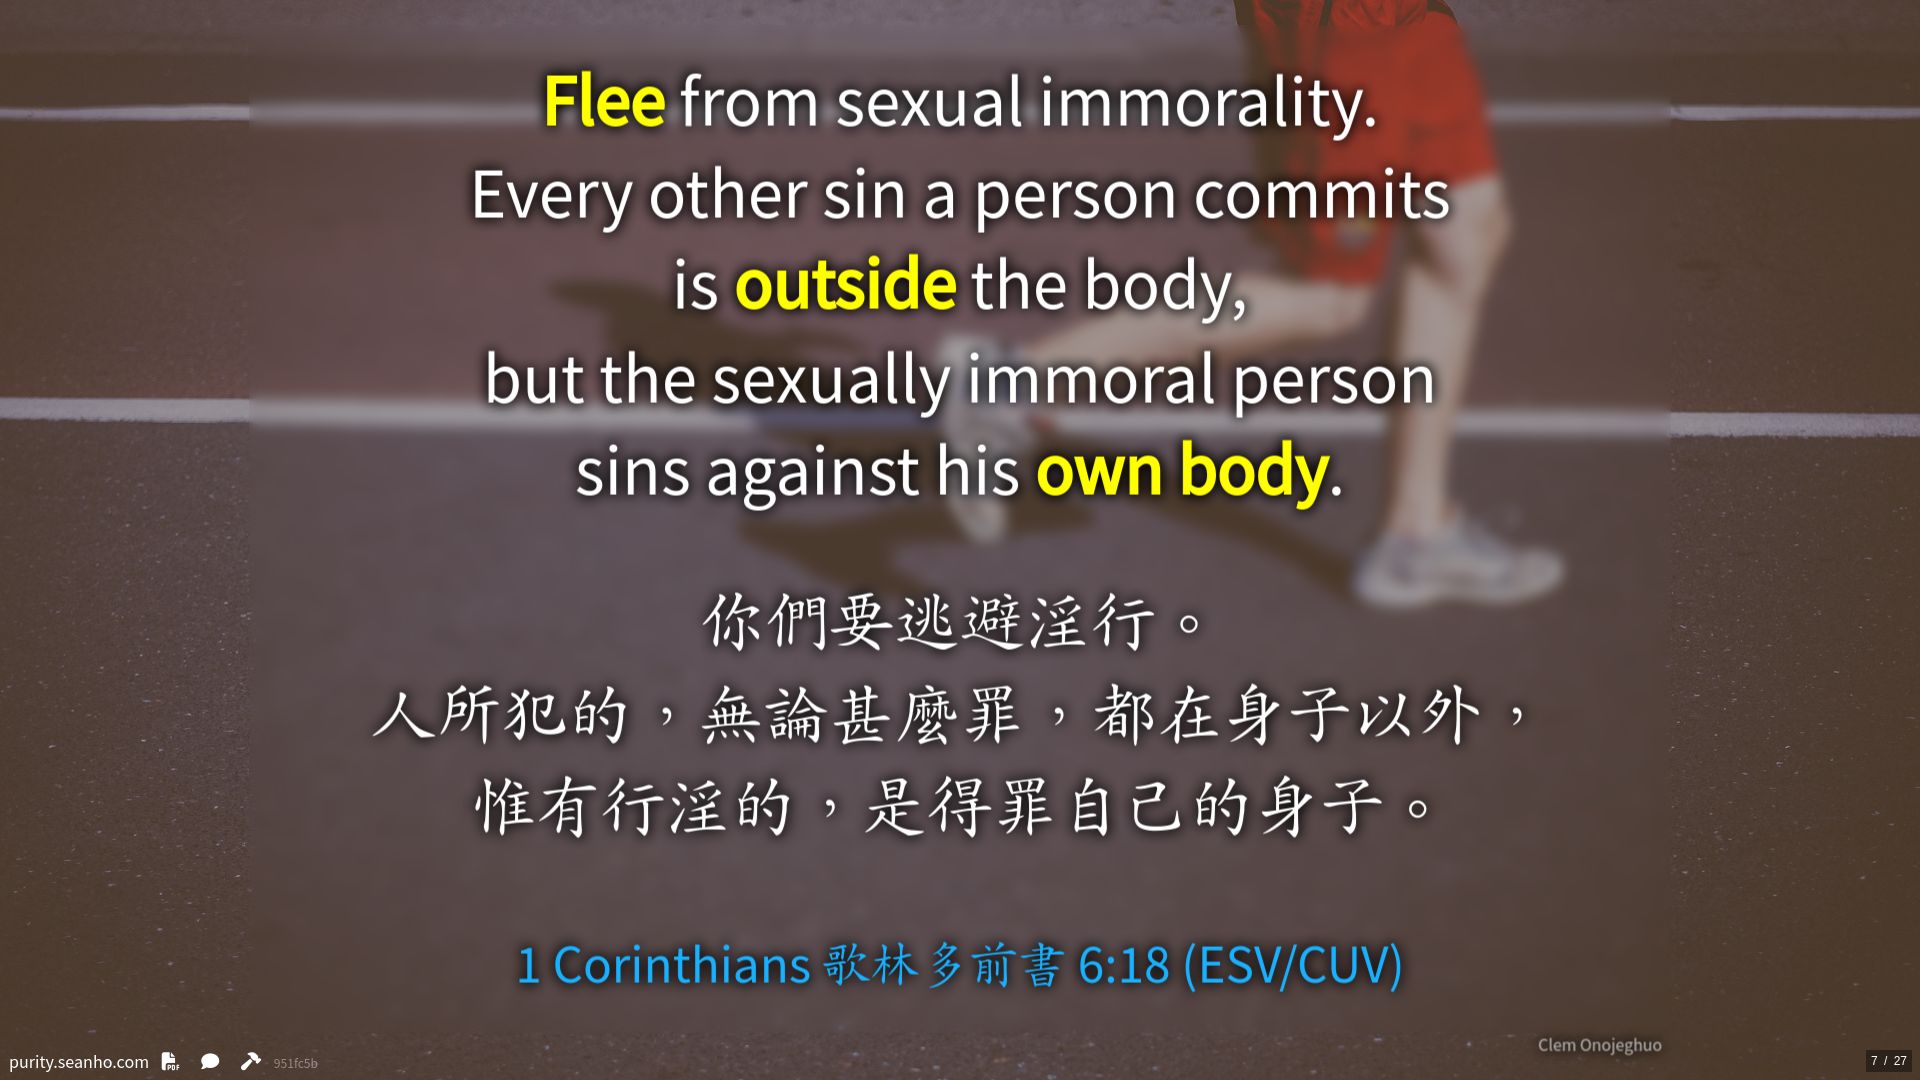 Flee from sexual immorality.
Every other sin a person commits
is outside the body,
but the sexually immoral person
sins against his own body.
你們要逃避淫行。
人所犯的，無論甚麼罪，都在身子以外，
惟有行淫的，是得罪自己的身子。
1 Corinthians 歌林多前書 6:18 (ESV/CUV)
Clem Onojeghuo
purity.seanho.com PDF 951fc5b
7 / 27